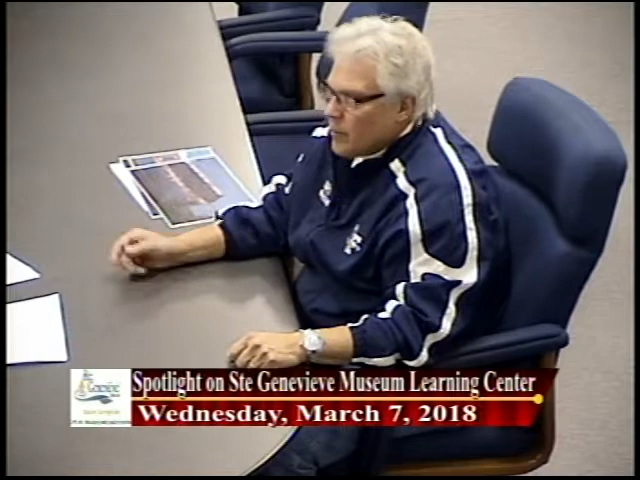 Spotlight on Ste Genevieve Museum Learning Center
Wednesday, March 7, 2018